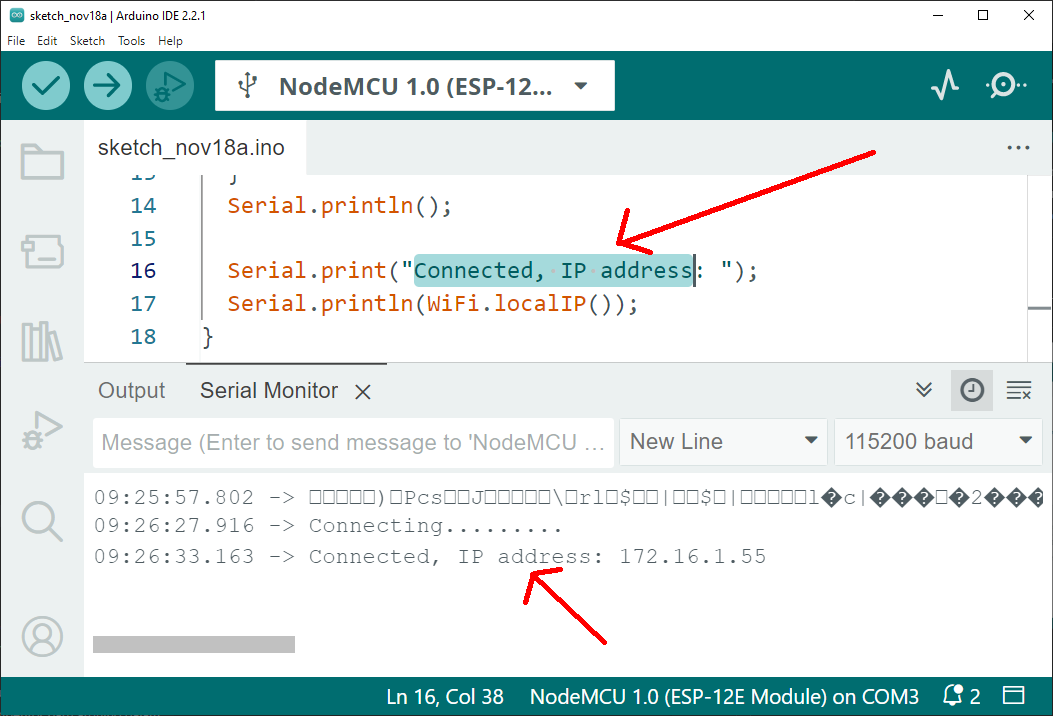 sketch_nov18a | Arduino IDE 2.2.1
File Edit Sketch Tools Help
NodeMCU 1.0 (ESP-12...
sketch_nov18a.ino
13 }
14 Serial.println();
15
16 Serial.print("Connected, IP address: ");
17 Serial.println(WiFi.localIP());
18 }
Output Serial Monitor
Message (Enter to send message to 'NodeMCU ... New Line 115200 baud
09:25:57.802 -> □□□□□)□Pcs□□J□□□□□\□rl□$□□|□□$□|□□□□□l�c|���□�2���
09:26:27.916 -> Connecting.........
09:26:33.163 -> Connected, IP address: 172.16.1.55
Ln 16, Col 38 NodeMCU 1.0 (ESP-12E Module) on COM3 2